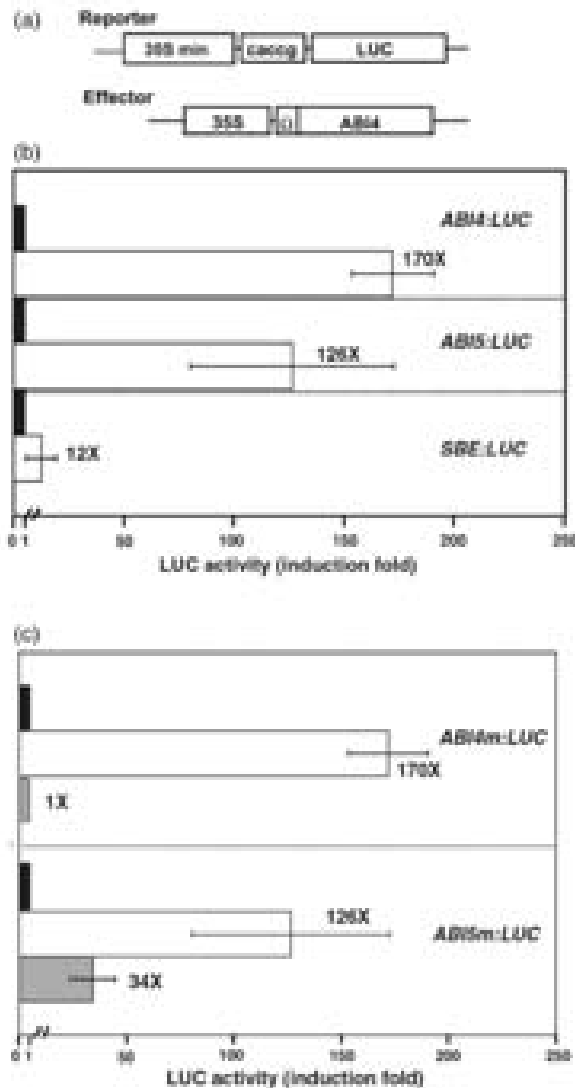 (a)
Reporter
35S min caccg LUC
Effector
35S Ω ABI4
(b)
ABI4:LUC
170X
ABI5:LUC
126X
SBE:LUC
12X
0 1 50 100 150 200 250
LUC activity (induction fold)
(c)
ABI4m:LUC
170X
1X
126X
ABI5m:LUC
34X
0 1 50 100 150 200 250
LUC activity (induction fold)